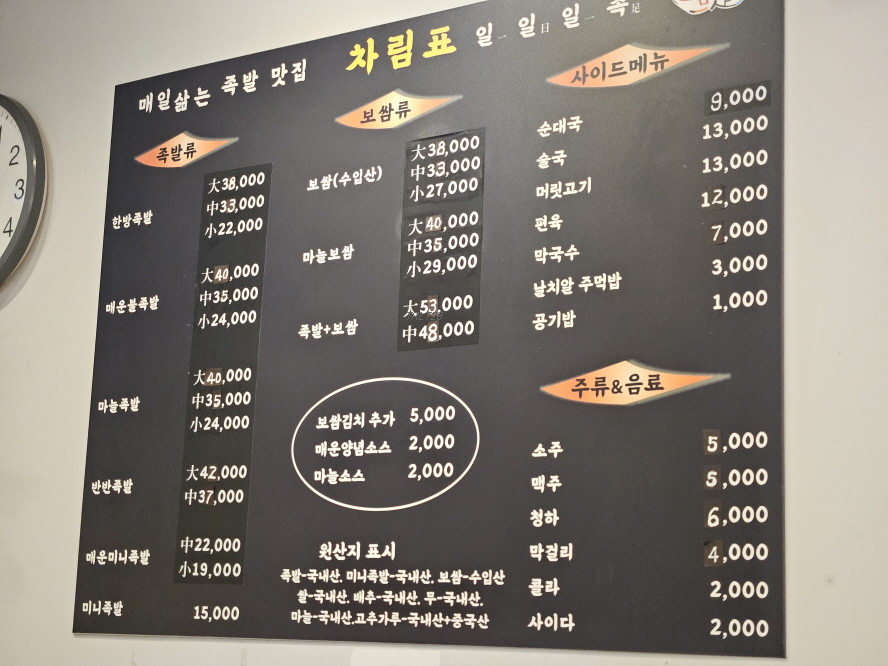 매일삶는 족발 맛집 차림표 일一 일日 일一 족足
족발류
한방족발
大38,000
中33,000
小22,000
매운불족발
大40,000
中35,000
小24,000
마늘족발
大40,000
中35,000
小24,000
반반족발
大42,000
中37,000
매운미니족발
中22,000
小19,000
미니족발 15,000
보쌈류
보쌈(수입산)
大38,000
中33,000
小27,000
마늘보쌈
大40,000
中35,000
小29,000
족발+보쌈
大53,000
中48,000
보쌈김치 추가 5,000
매운양념소스 2,000
마늘소스 2,000
원산지 표시
족발-국내산, 미니족발-국내산, 보쌈-수입산
쌀-국내산, 배추-국내산, 무-국내산,
마늘-국내산,고추가루-국내산+중국산
사이드메뉴
순대국 9,000
술국 13,000
머릿고기 13,000
편육 12,000
막국수 7,000
날치알 주먹밥 3,000
공기밥 1,000
주류&음료
소주 5,000
맥주 5,000
청하 6,000
막걸리 4,000
콜라 2,000
사이다 2,000
1
2
3
4